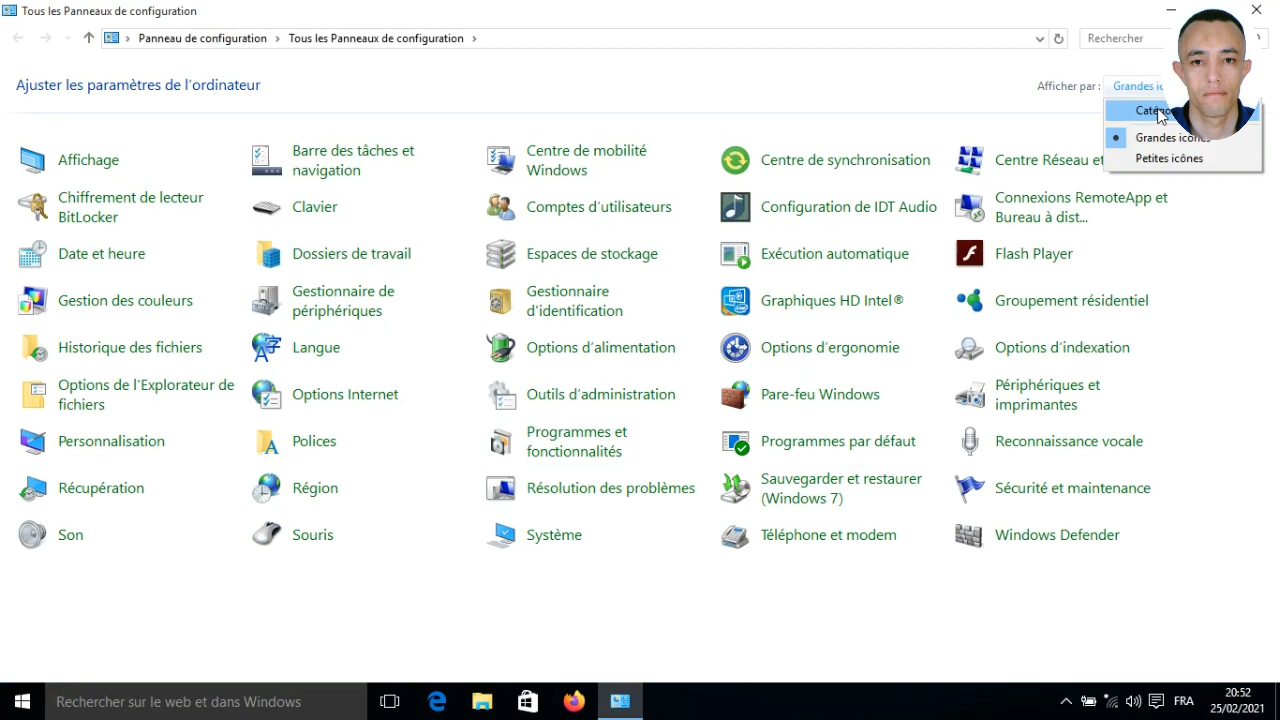 Tous les Panneaux de configuration
Panneau de configuration
Tous les Panneaux de configuration
Rechercher
Ajuster les paramètres de l'ordinateur
Afficher par :
Grandes
Grandes icônes
Petites icônes
Affichage
Barre des tâches et
navigation
Centre de mobilité
Windows
Centre de synchronisation
Centre Réseau et
Chiffrement de lecteur
BitLocker
Clavier
Comptes d'utilisateurs
Configuration de IDT Audio
Connexions RemoteApp et
Bureau à dist...
Date et heure
Dossiers de travail
Espaces de stockage
Exécution automatique
Flash Player
Gestion des couleurs
Gestionnaire de
périphériques
Gestionnaire
d'identification
Graphiques HD Intel®
Groupement résidentiel
Historique des fichiers
Langue
Options d'alimentation
Options d'ergonomie
Options d'indexation
Options de l'Explorateur de
fichiers
Options Internet
Outils d'administration
Pare-feu Windows
Périphériques et
imprimantes
Personnalisation
Polices
Programmes et
fonctionnalités
Programmes par défaut
Reconnaissance vocale
Récupération
Région
Résolution des problèmes
Sauvegarder et restaurer
(Windows 7)
Sécurité et maintenance
Son
Souris
Système
Téléphone et modem
Windows Defender
Rechercher sur le web et dans Windows
FRA
20:52
25/02/2021